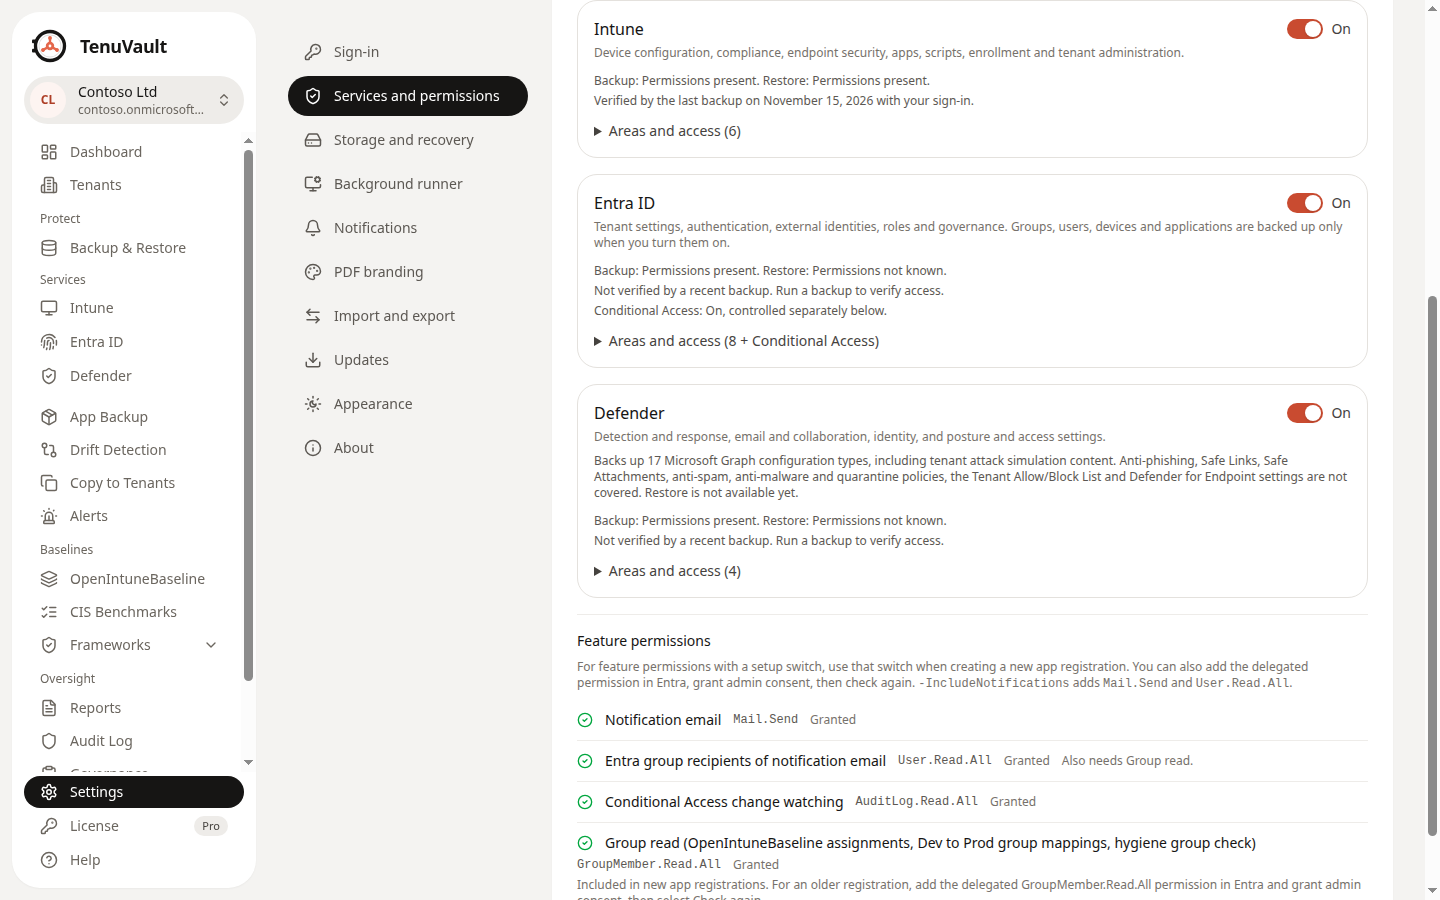 TenuVault
CL
Contoso Ltd
contoso.onmicrosoft...
Dashboard
Tenants
Protect
Backup & Restore
Services
Intune
Entra ID
Defender
App Backup
Drift Detection
Copy to Tenants
Alerts
Baselines
OpenIntuneBaseline
CIS Benchmarks
Frameworks
Oversight
Reports
Audit Log
Settings
License
Pro
Help
Sign-in
Services and permissions
Storage and recovery
Background runner
Notifications
PDF branding
Import and export
Updates
Appearance
About
Intune
On
Device configuration, compliance, endpoint security, apps, scripts, enrollment and tenant administration.
Backup: Permissions present. Restore: Permissions present.
Verified by the last backup on November 15, 2026 with your sign-in.
Areas and access (6)
Entra ID
On
Tenant settings, authentication, external identities, roles and governance. Groups, users, devices and applications are backed up only
when you turn them on.
Backup: Permissions present. Restore: Permissions not known.
Not verified by a recent backup. Run a backup to verify access.
Conditional Access: On, controlled separately below.
Areas and access (8 + Conditional Access)
Defender
On
Detection and response, email and collaboration, identity, and posture and access settings.
Backs up 17 Microsoft Graph configuration types, including tenant attack simulation content. Anti-phishing, Safe Links, Safe
Attachments, anti-spam, anti-malware and quarantine policies, the Tenant Allow/Block List and Defender for Endpoint settings are not
covered. Restore is not available yet.
Backup: Permissions present. Restore: Permissions not known.
Not verified by a recent backup. Run a backup to verify access.
Areas and access (4)
Feature permissions
For feature permissions with a setup switch, use that switch when creating a new app registration. You can also add the delegated
permission in Entra, grant admin consent, then check again. -IncludeNotifications adds Mail.Send and User.Read.All.
Notification email Mail.Send Granted
Entra group recipients of notification email User.Read.All Granted Also needs Group read.
Conditional Access change watching AuditLog.Read.All Granted
Group read (OpenIntuneBaseline assignments, Dev to Prod group mappings, hygiene group check)
GroupMember.Read.All Granted
Included in new app registrations. For an older registration, add the delegated GroupMember.Read.All permission in Entra and grant admin